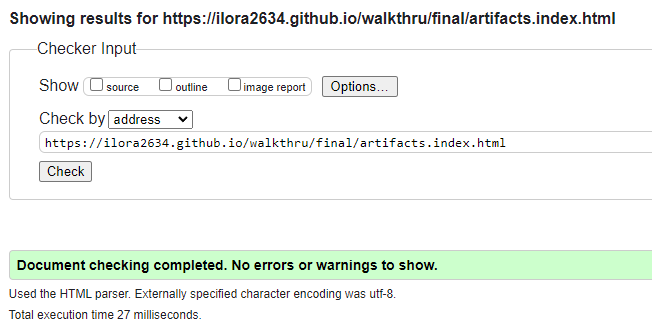 Showing results for https://ilora2634.github.io/walkthru/final/artifacts.index.html
Checker Input
Show source outline image report Options...
Check by address
https://ilora2634.github.io/walkthru/final/artifacts.index.html
Check
Document checking completed. No errors or warnings to show.
Used the HTML parser. Externally specified character encoding was utf-8.
Total execution time 27 milliseconds.